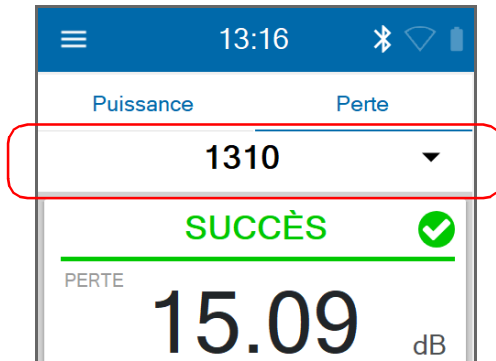 13:16
Puissance Perte
1310
SUCCÈS
PERTE
15.09 dB